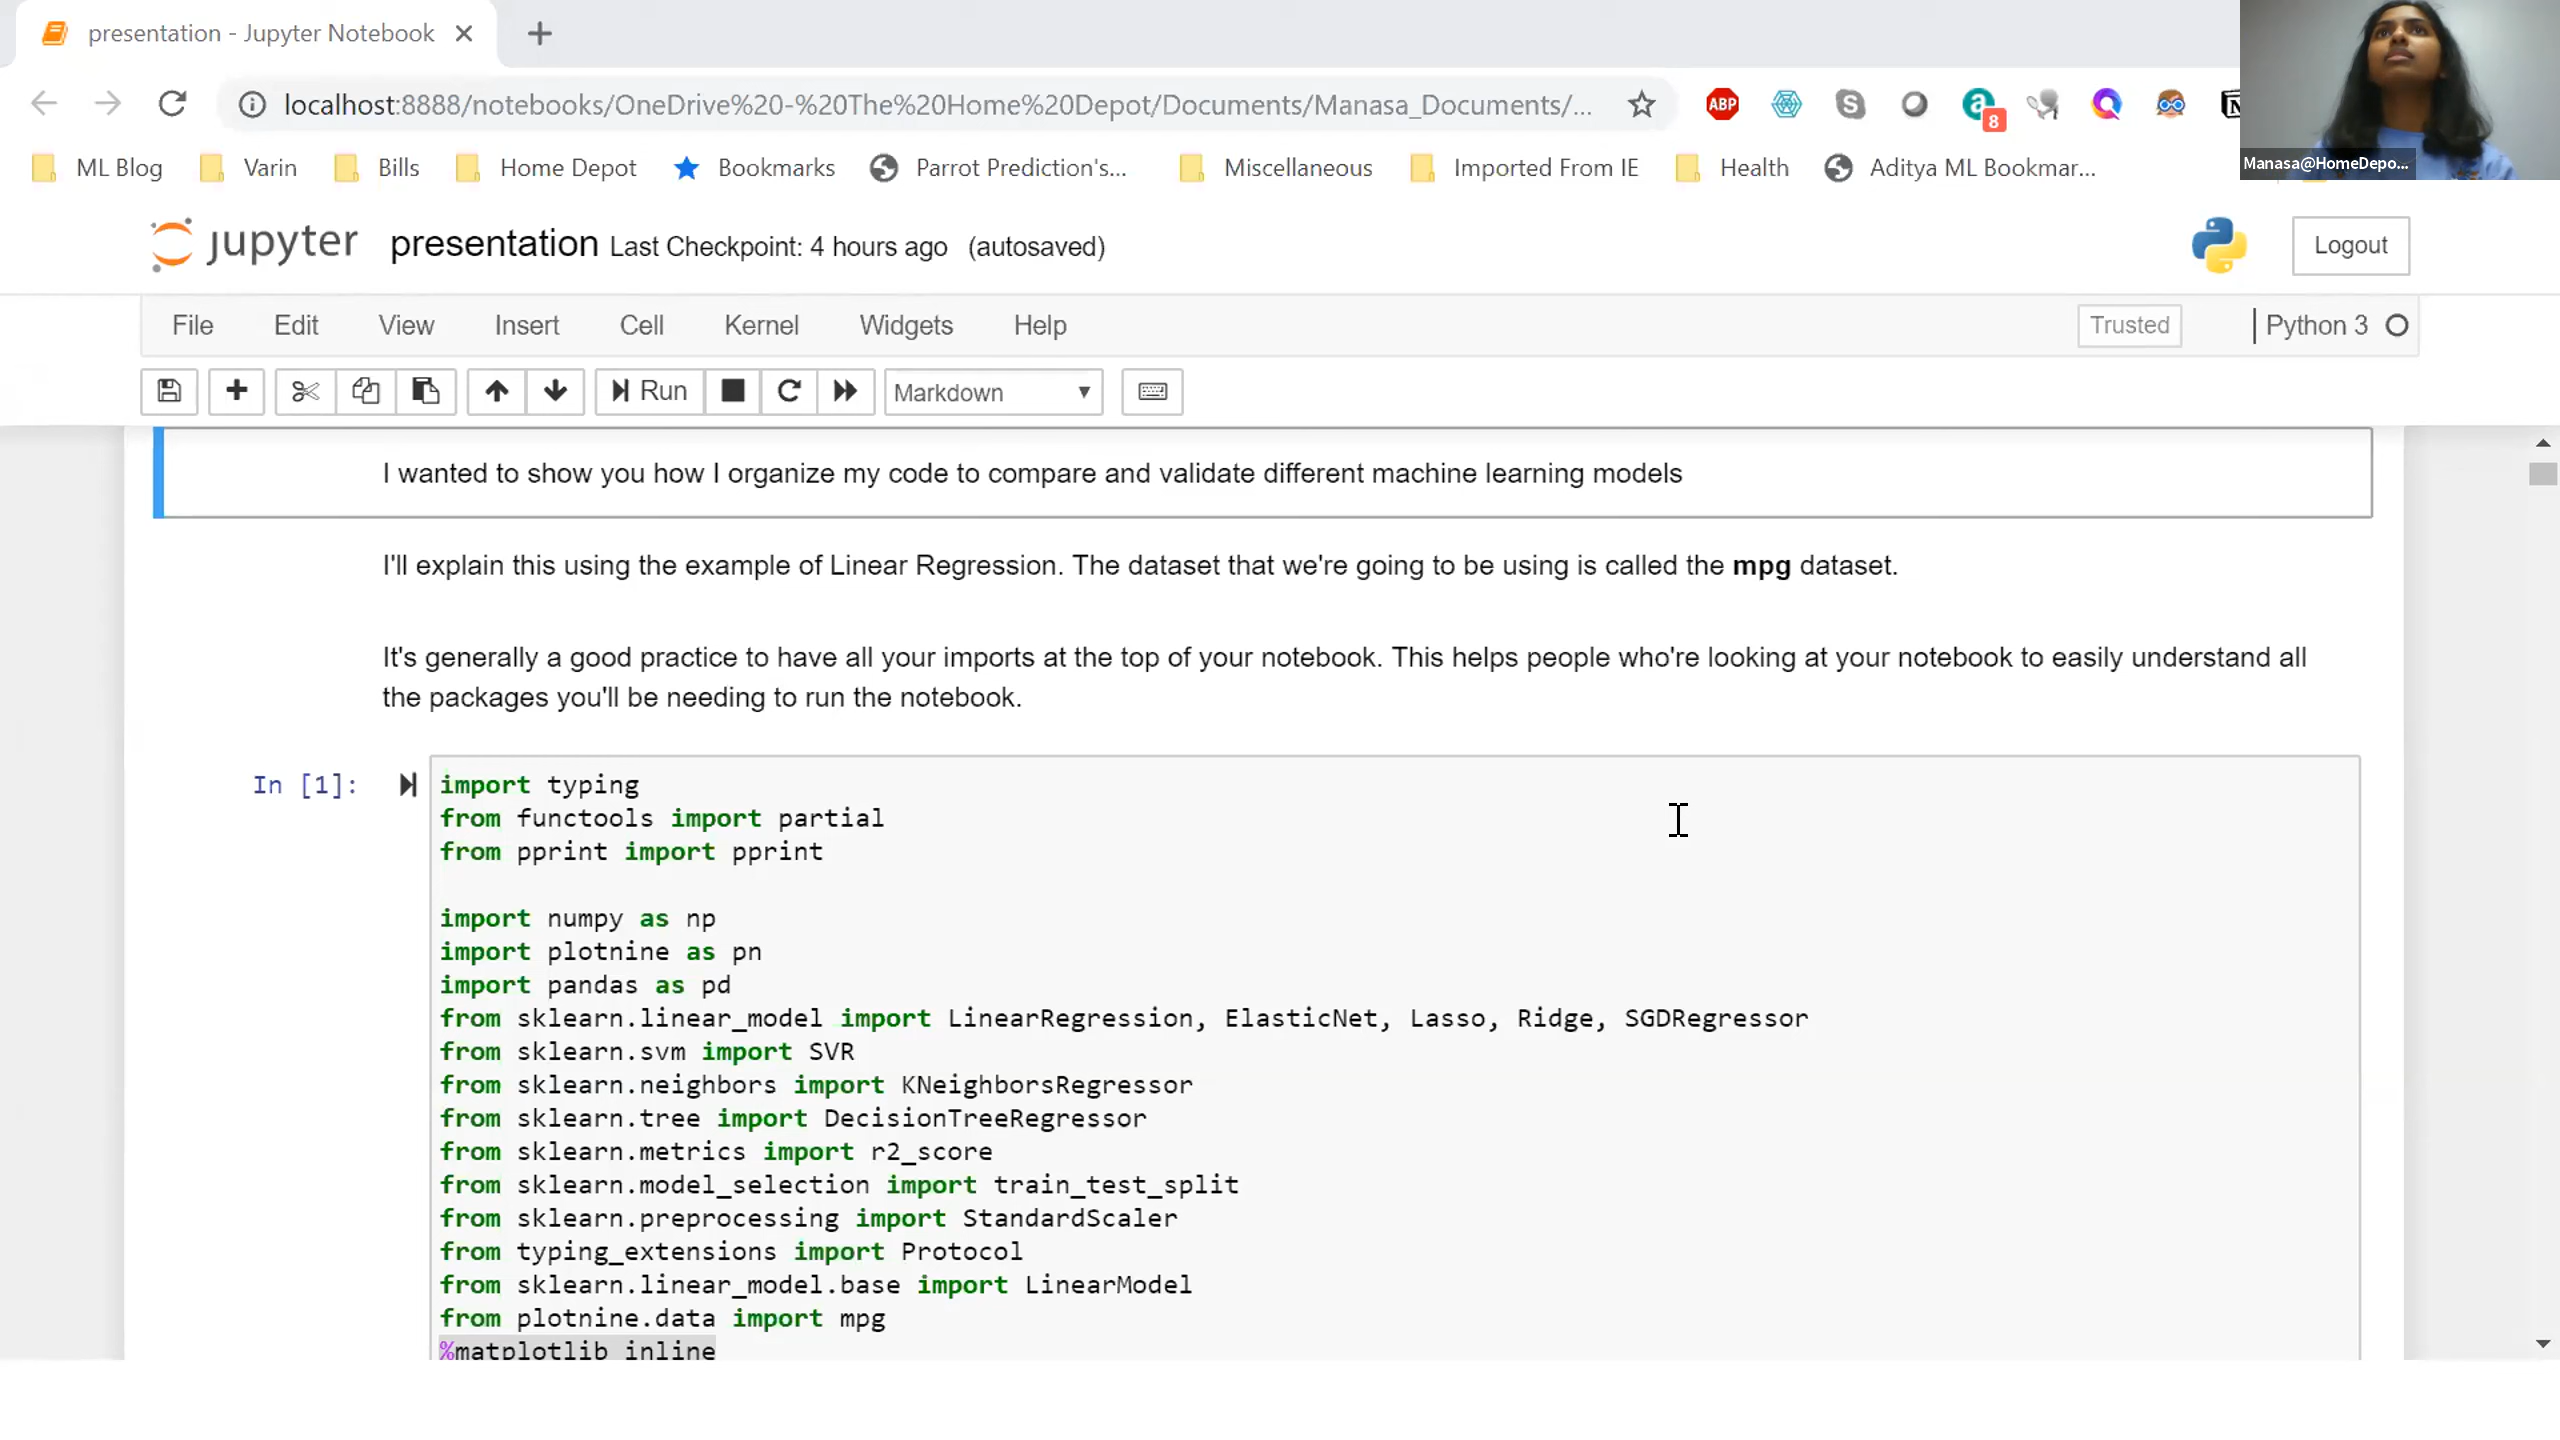 presentation - Jupyter Notebook
localhost:8888/notebooks/OneDrive%20-%20The%20Home%20Depot/Documents/Manasa_Documents/...
ABP
8
ML Blog
Varin
Bills
Home Depot
Bookmarks
Parrot Prediction's...
Miscellaneous
Imported From IE
Health
Aditya ML Bookmar...
Manasa@HomeDepo...
jupyter presentation Last Checkpoint: 4 hours ago (autosaved)
Logout
File Edit View Insert Cell Kernel Widgets Help
Trusted
Python 3
Run
Markdown
I wanted to show you how I organize my code to compare and validate different machine learning models
I'll explain this using the example of Linear Regression. The dataset that we're going to be using is called the mpg dataset.
It's generally a good practice to have all your imports at the top of your notebook. This helps people who're looking at your notebook to easily understand all
the packages you'll be needing to run the notebook.
In [1]:
import typing
from functools import partial
from pprint import pprint
import numpy as np
import plotnine as pn
import pandas as pd
from sklearn.linear_model import LinearRegression, ElasticNet, Lasso, Ridge, SGDRegressor
from sklearn.svm import SVR
from sklearn.neighbors import KNeighborsRegressor
from sklearn.tree import DecisionTreeRegressor
from sklearn.metrics import r2_score
from sklearn.model_selection import train_test_split
from sklearn.preprocessing import StandardScaler
from typing_extensions import Protocol
from sklearn.linear_model.base import LinearModel
from plotnine.data import mpg
%matplotlib inline